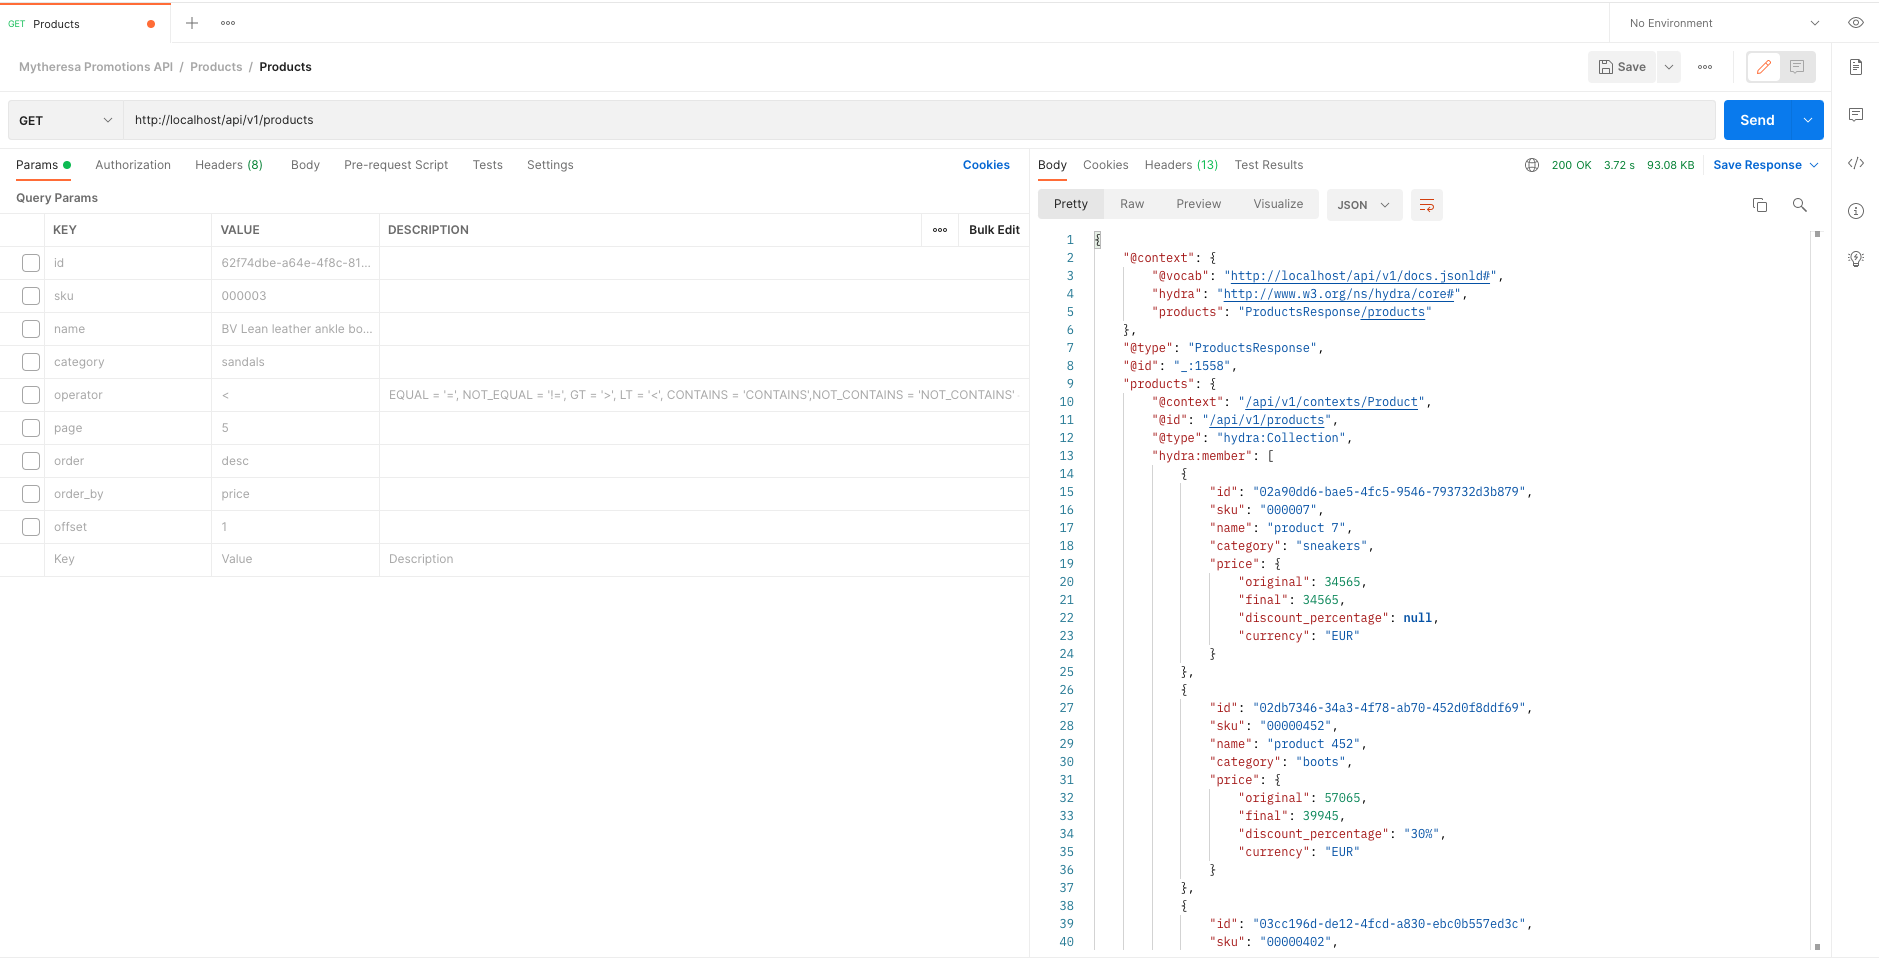 GET Products
No Environment
Mytheresa Promotions API / Products / Products
Save
GET http://localhost/api/v1/products
Send
Params Authorization Headers (8) Body Pre-request Script Tests Settings Cookies
Query Params
KEY VALUE DESCRIPTION Bulk Edit
id 62f74dbe-a64e-4f8c-81...
sku 000003
name BV Lean leather ankle bo...
category sandals
operator < EQUAL = '=', NOT_EQUAL = '!=', GT = '>', LT = '<', CONTAINS = 'CONTAINS',NOT_CONTAINS = 'NOT_CONTAINS'
page 5
order desc
order_by price
offset 1
Key Value Description
Body Cookies Headers (13) Test Results 200 OK 3.72 s 93.08 KB Save Response
Pretty Raw Preview Visualize JSON
1 {
2 "@context": {
3 "@vocab": "http://localhost/api/v1/docs.jsonld#",
4 "hydra": "http://www.w3.org/ns/hydra/core#",
5 "products": "ProductsResponse/products"
6 },
7 "@type": "ProductsResponse",
8 "@id": "_:1558",
9 "products": {
10 "@context": "/api/v1/contexts/Product",
11 "@id": "/api/v1/products",
12 "@type": "hydra:Collection",
13 "hydra:member": [
14 {
15 "id": "02a90dd6-bae5-4fc5-9546-793732d3b879",
16 "sku": "000007",
17 "name": "product 7",
18 "category": "sneakers",
19 "price": {
20 "original": 34565,
21 "final": 34565,
22 "discount_percentage": null,
23 "currency": "EUR"
24 }
25 },
26 {
27 "id": "02db7346-34a3-4f78-ab70-452d0f8ddf69",
28 "sku": "00000452",
29 "name": "product 452",
30 "category": "boots",
31 "price": {
32 "original": 57065,
33 "final": 39945,
34 "discount_percentage": "30%",
35 "currency": "EUR"
36 }
37 },
38 {
39 "id": "03cc196d-de12-4fcd-a830-ebc0b557ed3c",
40 "sku": "00000402",